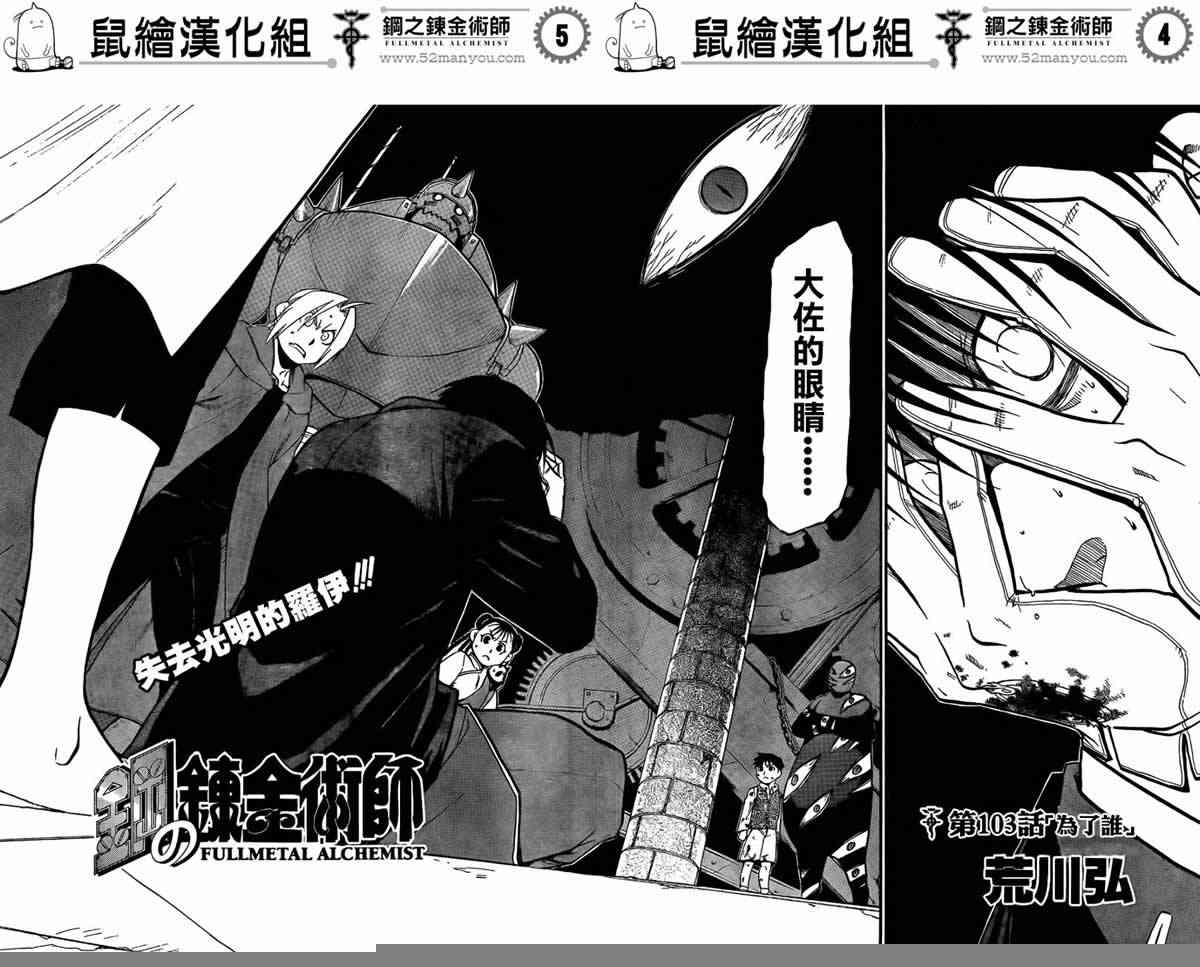 鼠繪漢化組
鋼之鍊金術師
FULLMETAL ALCHEMIST
www.52manyou.com
5
鼠繪漢化組
鋼之鍊金術師
FULLMETAL ALCHEMIST
www.52manyou.com
4
大佐的眼睛……
失去光明的羅伊!!!
鋼の錬金術師
FULLMETAL ALCHEMIST
第103話「為了誰」
荒川弘